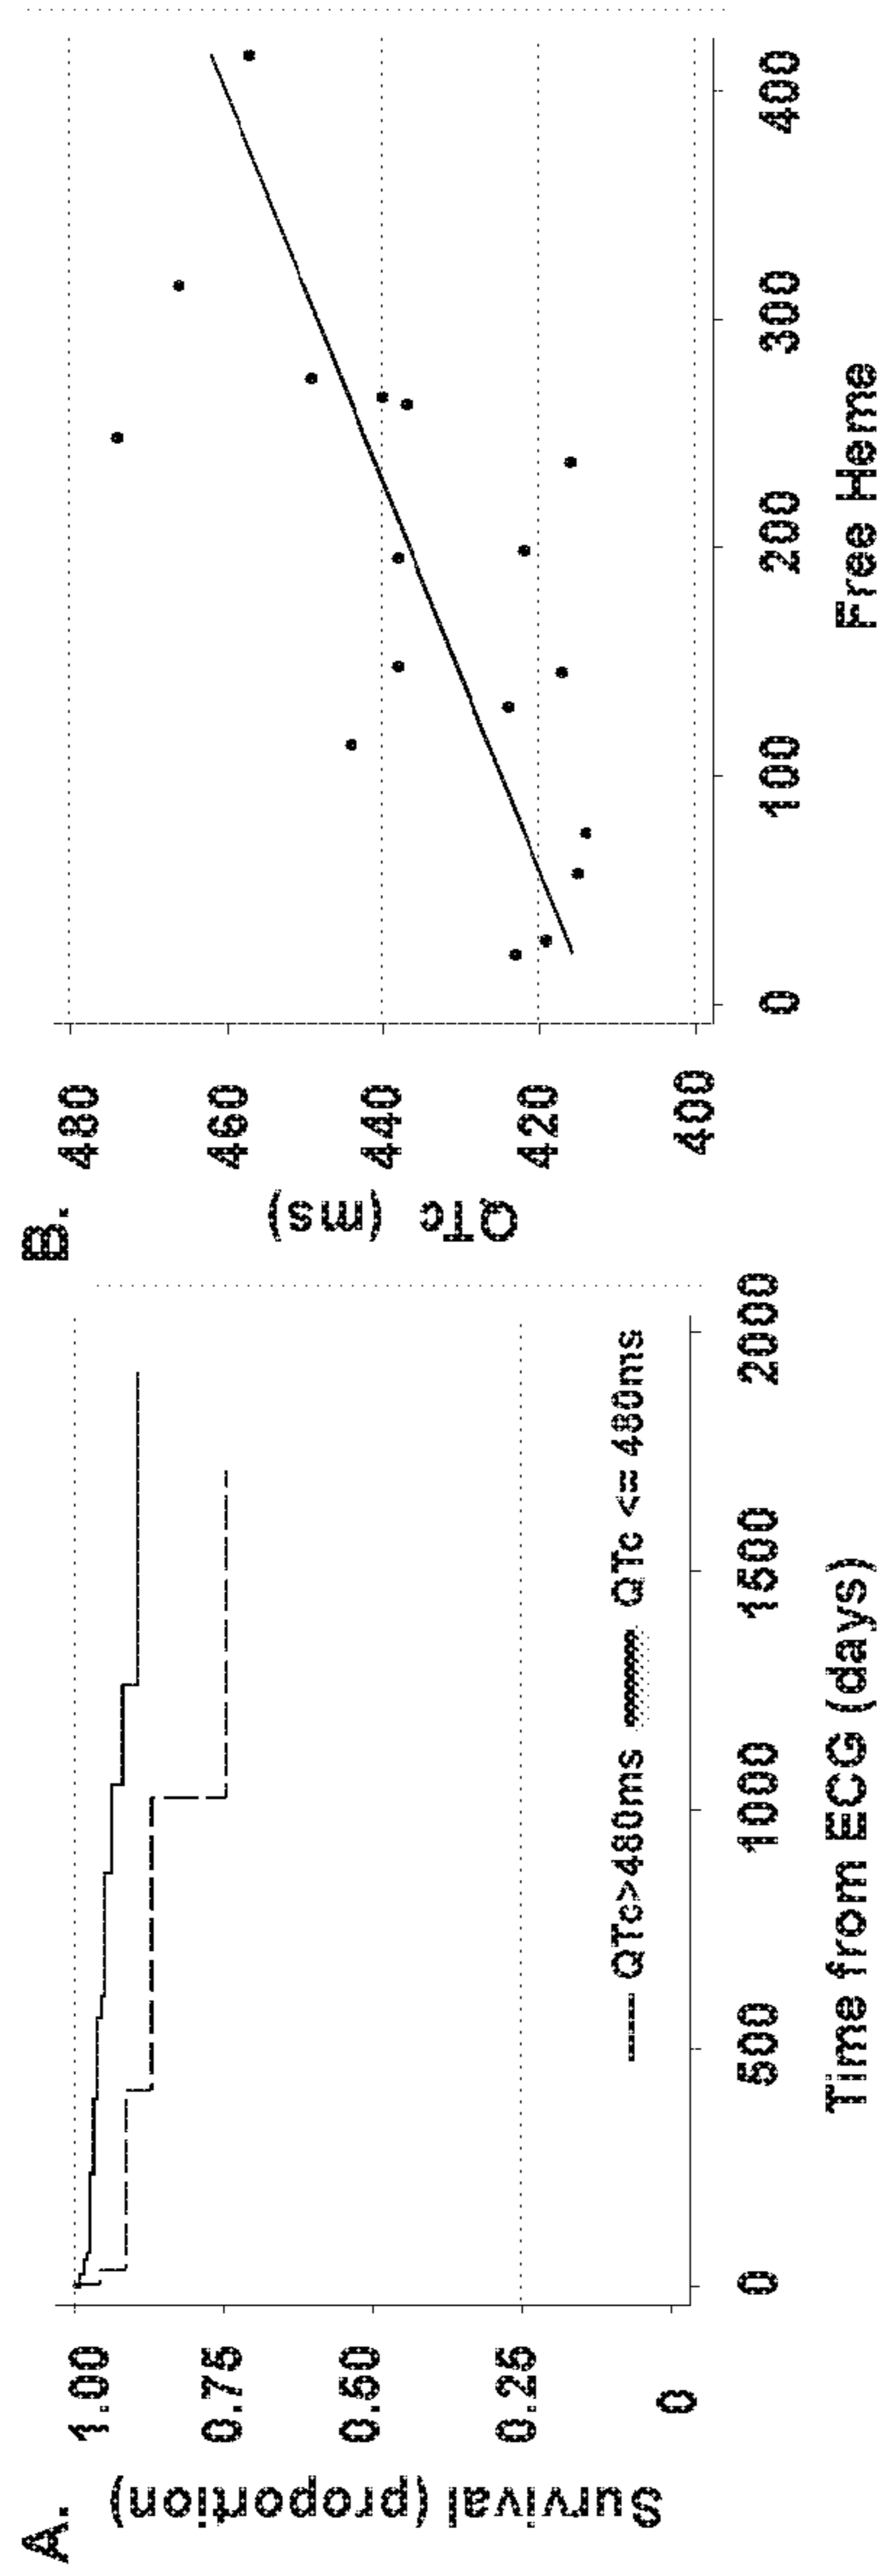 A.
Survival (proportion)
1.00
0.75
0.50
0.25
0
0
500
1000
1500
2000
Time from ECG (days)
QTc>480ms
QTc <= 480ms
B.
QTc (ms)
480
460
440
420
400
0
100
200
300
400
Free Heme